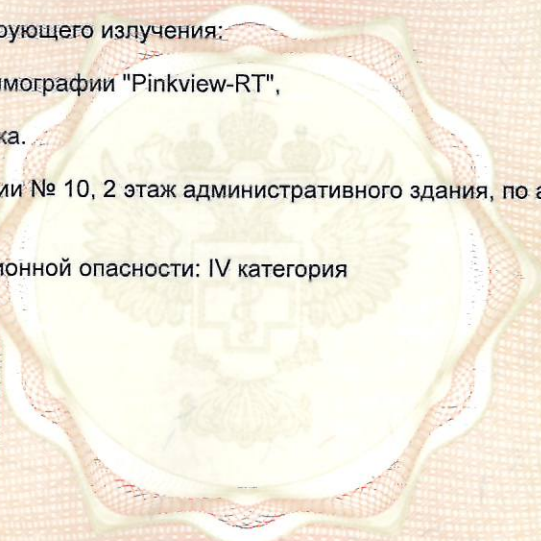 рующего излучения:
мографии "Pinkview-RT",
ка.
ии № 10, 2 этаж административного здания, по а
ионной опасности: IV категория